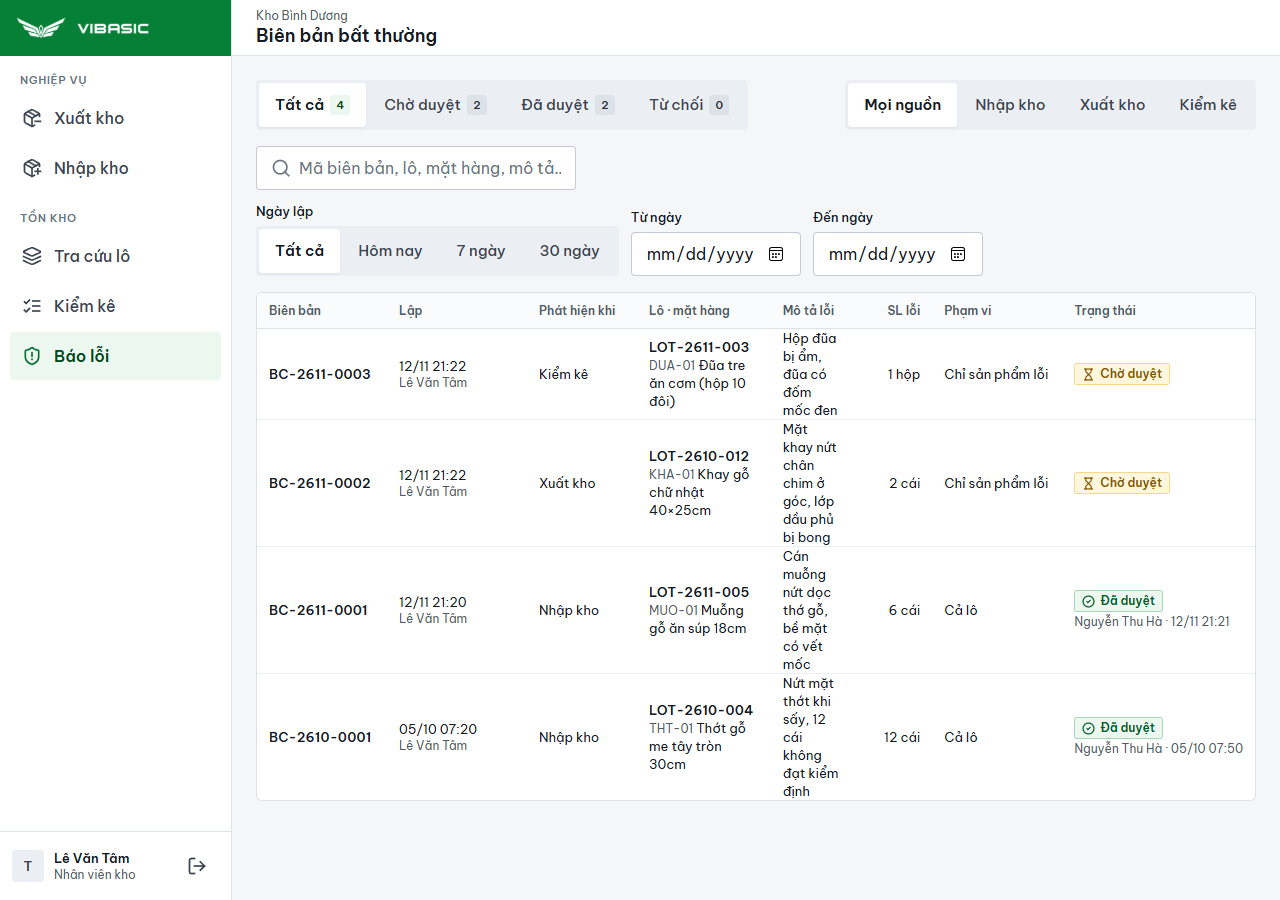 VIBASIC
Kho Bình Dương
Biên bản bất thường
NGHIỆP VỤ
Xuất kho
Nhập kho
TỒN KHO
Tra cứu lô
Kiểm kê
Báo lỗi
Tất cả 4
Chờ duyệt 2
Đã duyệt 2
Từ chối 0
Mọi nguồn
Nhập kho
Xuất kho
Kiểm kê
Mã biên bản, lô, mặt hàng, mô tả..
Ngày lập
Tất cả
Hôm nay
7 ngày
30 ngày
Từ ngày
mm/dd/yyyy
Đến ngày
mm/dd/yyyy
Biên bản
Lập
Phát hiện khi
Lô · mặt hàng
Mô tả lỗi
SL lỗi
Phạm vi
Trạng thái
BC-2611-0003
12/11 21:22
Lê Văn Tâm
Kiểm kê
LOT-2611-003
DUA-01 Đũa tre
ăn cơm (hộp 10
đôi)
Hộp đũa
bị ẩm,
đũa có
đốm
mốc đen
1 hộp
Chỉ sản phẩm lỗi
Chờ duyệt
BC-2611-0002
12/11 21:22
Lê Văn Tâm
Xuất kho
LOT-2610-012
KHA-01 Khay gỗ
chữ nhật
40×25cm
Mặt
khay nứt
chân
chim ở
góc, lớp
dầu phủ
bị bong
2 cái
Chỉ sản phẩm lỗi
Chờ duyệt
BC-2611-0001
12/11 21:20
Lê Văn Tâm
Nhập kho
LOT-2611-005
MUO-01 Muỗng
gỗ ăn súp 18cm
Cán
muỗng
nứt dọc
thớ gỗ,
bề mặt
có vết
mốc
6 cái
Cả lô
Đã duyệt
Nguyễn Thu Hà · 12/11 21:21
BC-2610-0001
05/10 07:20
Lê Văn Tâm
Nhập kho
LOT-2610-004
THT-01 Thớt gỗ
me tây tròn
30cm
Nứt mặt
thớt khi
sấy, 12
cái
không
đạt kiểm
định
12 cái
Cả lô
Đã duyệt
Nguyễn Thu Hà · 05/10 07:50
T
Lê Văn Tâm
Nhân viên kho